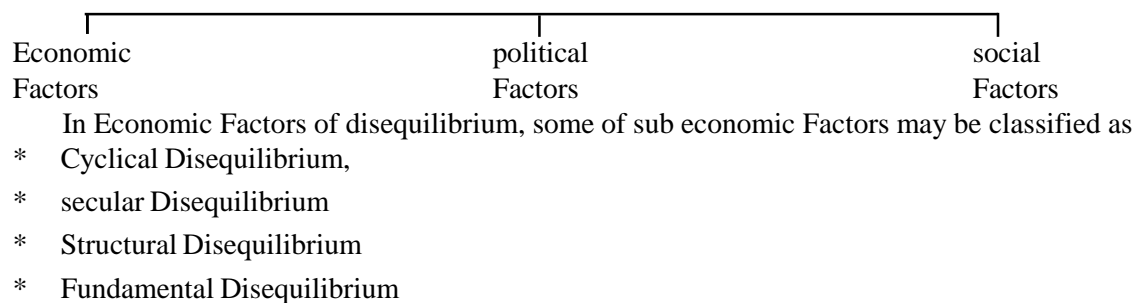 Economic political social
Factors Factors Factors
In Economic Factors of disequilibrium, some of sub economic Factors may be classified as
* Cyclical Disequilibrium,
* secular Disequilibrium
* Structural Disequilibrium
* Fundamental Disequilibrium